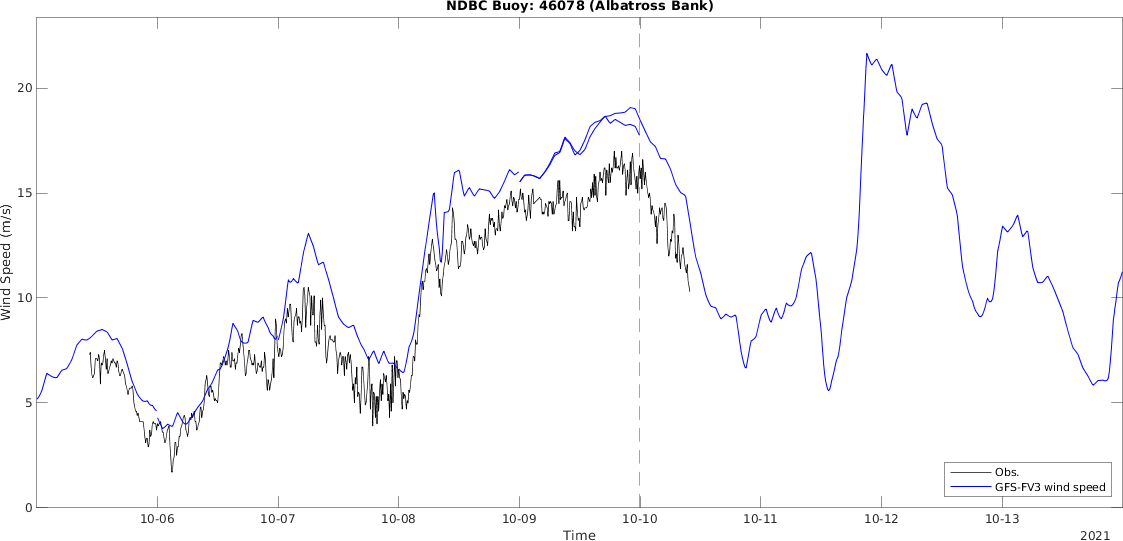 NDBC Buoy: 46078 (Albatross Bank)
Wind Speed (m/s)
20
15
10
5
0
10-06 10-07 10-08 10-09 10-10 10-11 10-12 10-13
Time
2021
Obs.
GFS-FV3 wind speed